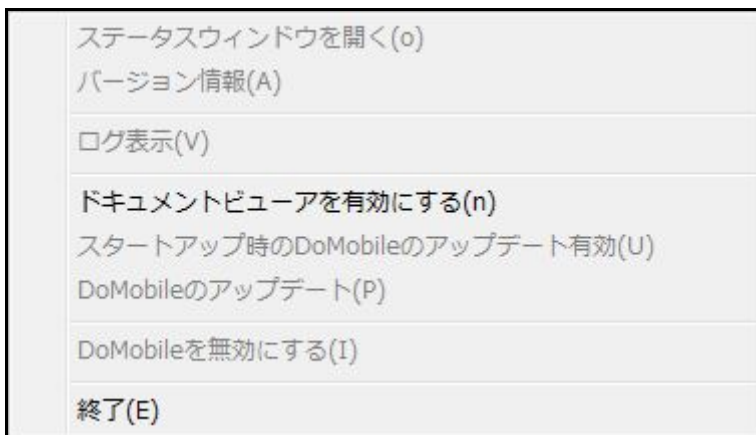 ステータスウィンドウを開く(o)
バージョン情報(A)
ログ表示(V)
ドキュメントビューアを有効にする(n)
スタートアップ時のDoMobileのアップデート有効(U)
DoMobileのアップデート(P)
DoMobileを無効にする(I)
終了(E)